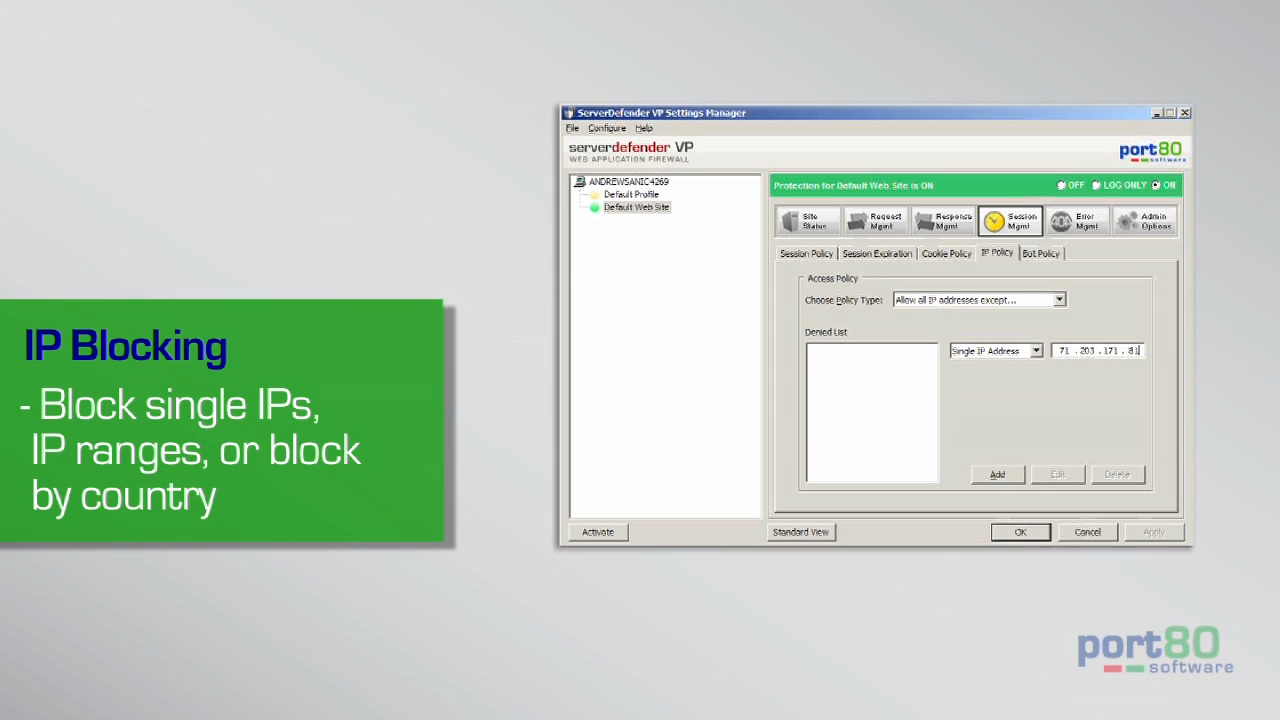 IP Blocking
- Block single IPs,
IP ranges, or block
by country
ServerDefender VP Settings Manager
File Configure Help
serverdefender VP
WEB APPLICATION FIREWALL
port80
software
ANDREWSANIC4269
Default Profile
Default Web Site
Protection for Default Web Site is ON
OFF LOG ONLY ON
Site Status
Request Mgmt
Response Mgmt
Session Mgmt
404 Error Mgmt
Admin Options
Session Policy Session Expiration Cookie Policy IP Policy Bot Policy
Access Policy
Choose Policy Type: Allow all IP addresses except...
Denied List
Single IP Address 71 . 203 . 171 . 81
Add Edit Delete
Activate Standard View OK Cancel Apply
port80
software